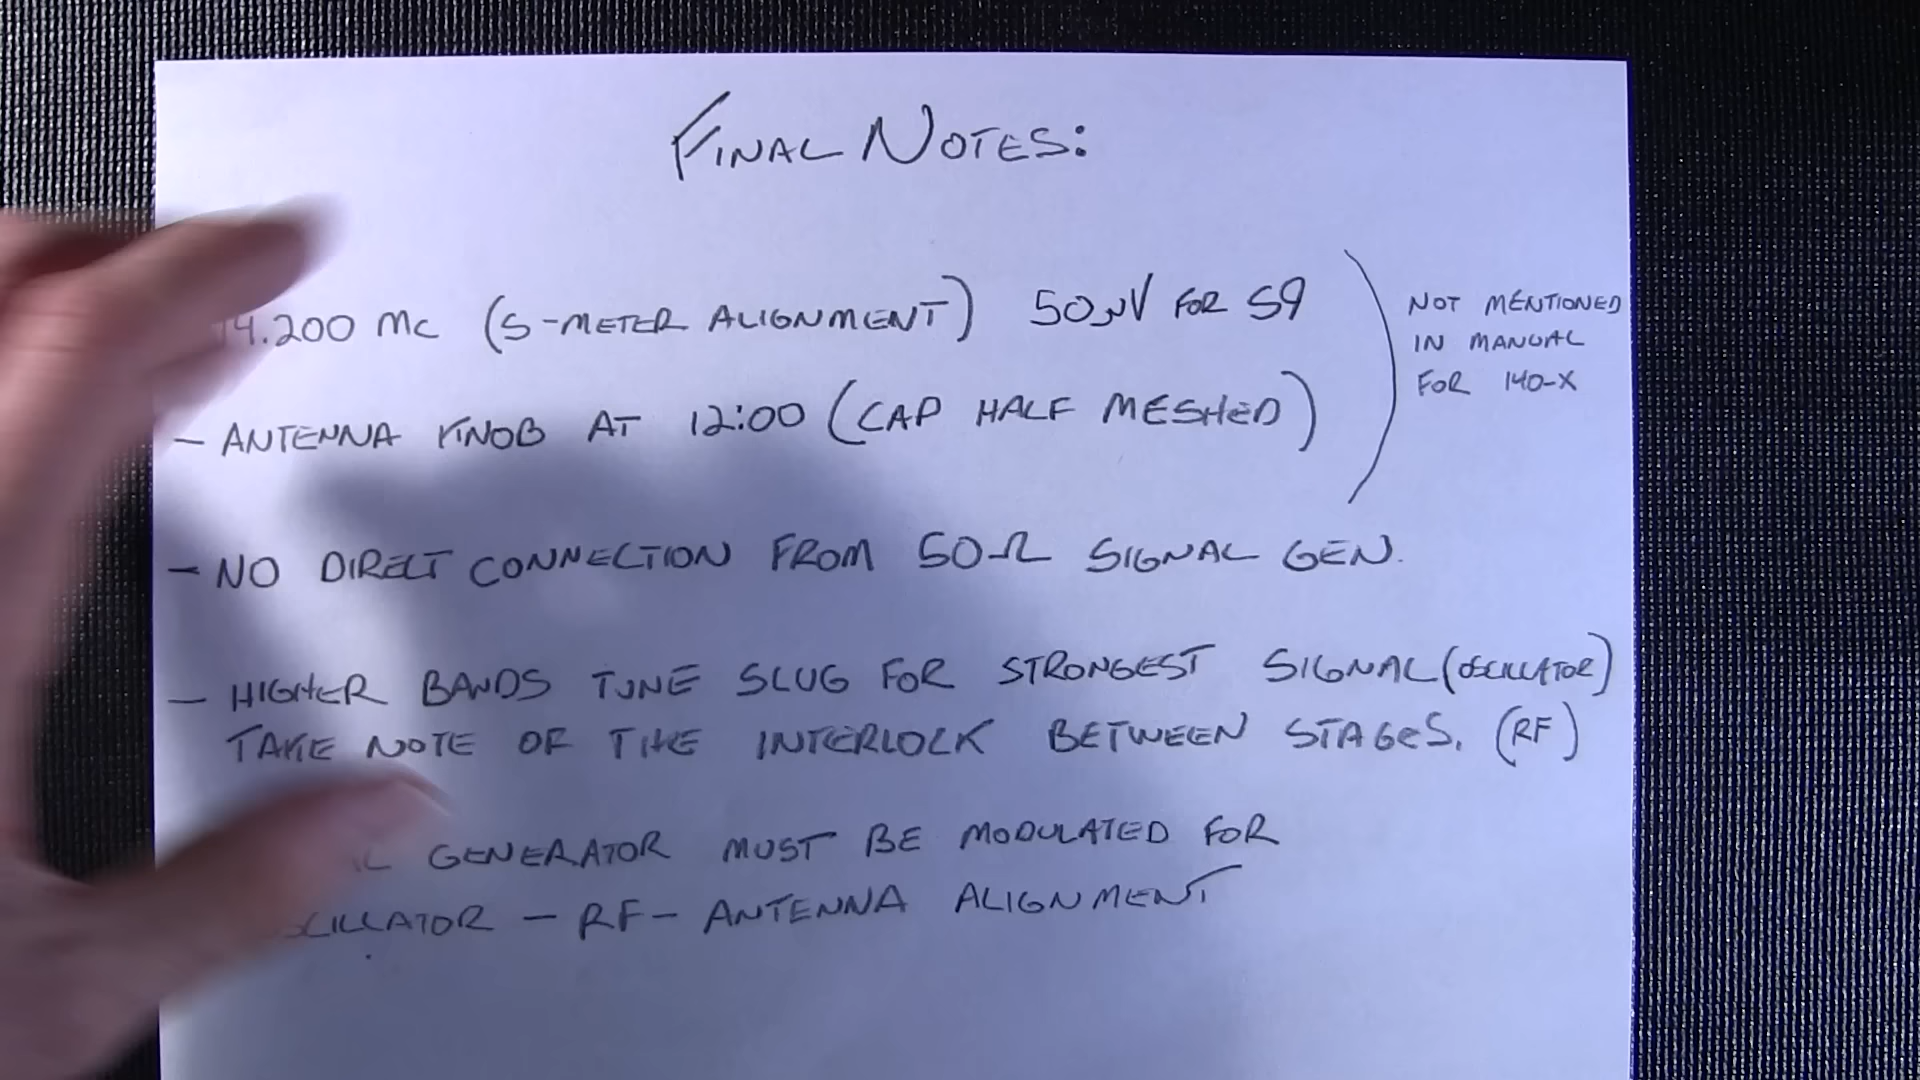 FINAL NOTES:
4.200 MC (S-METER ALIGNMENT) 50µV FOR S9
NOT MENTIONED
IN MANUAL
FOR 140-X
- ANTENNA KNOB AT 12:00 (CAP HALF MESHED)
- NO DIRECT CONNECTION FROM 50Ω SIGNAL GEN.
- HIGHER BANDS TUNE SLUG FOR STRONGEST SIGNAL (OSCILLATOR)
TAKE NOTE OF THE INTERLOCK BETWEEN STAGES. (RF)
GENERATOR MUST BE MODULATED FOR
CILLATOR - RF - ANTENNA ALIGNMENT